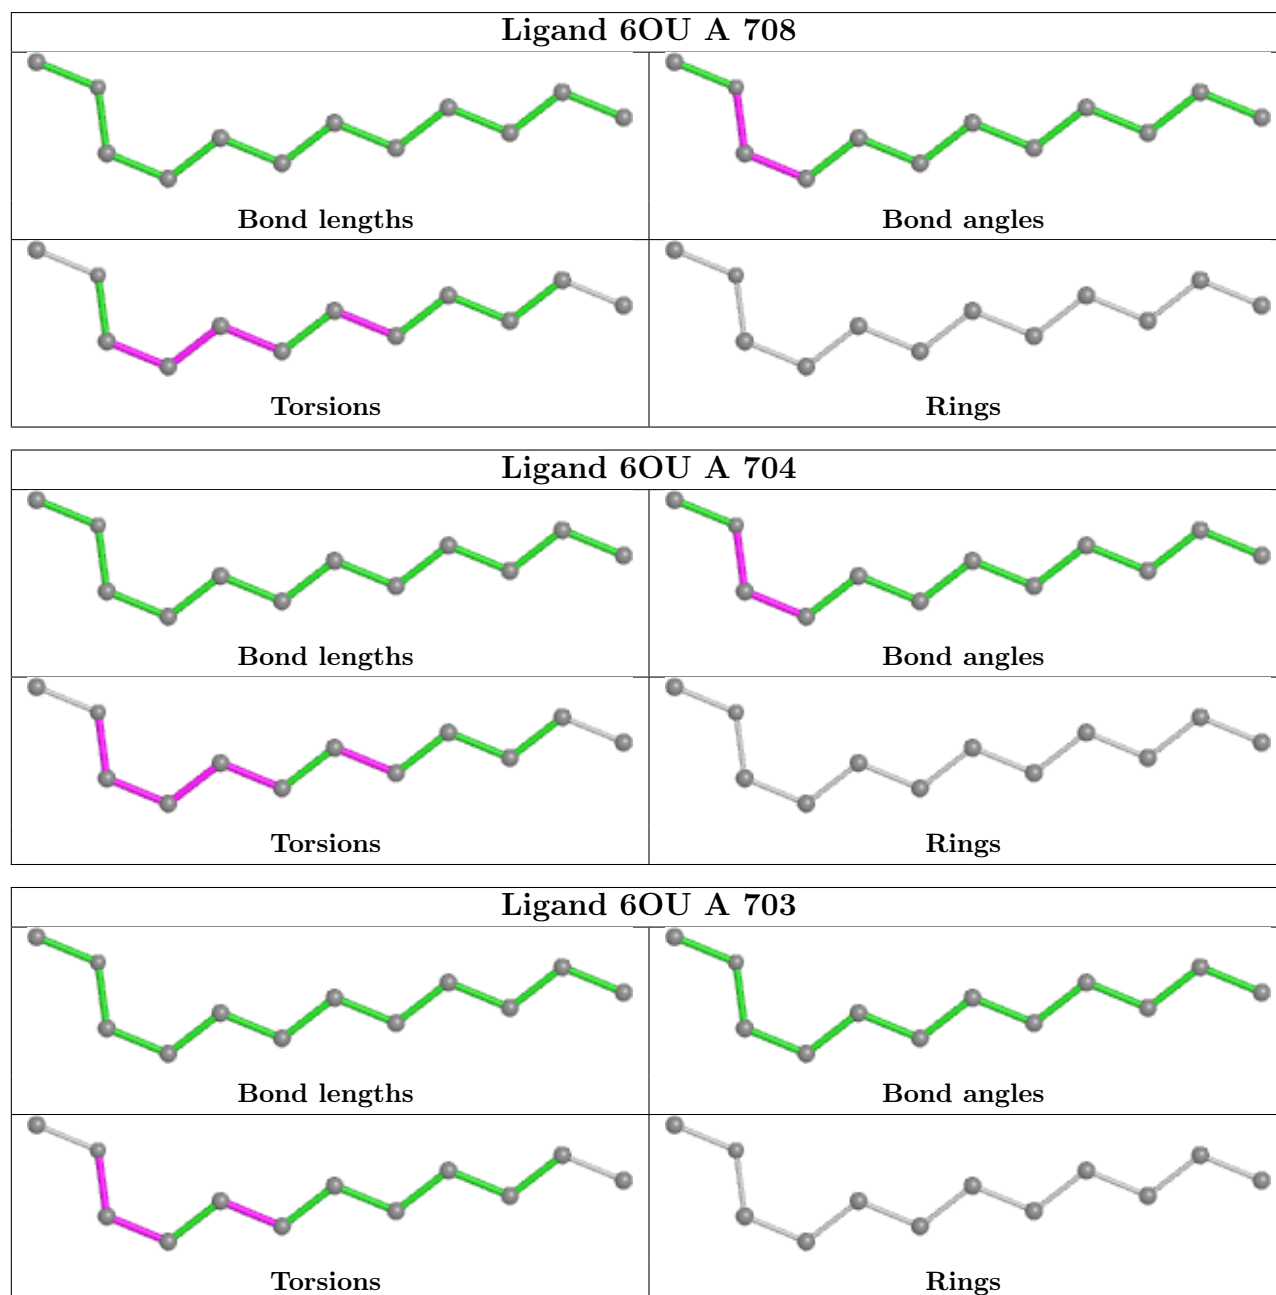 Ligand 6OU A 708
Bond lengths
Bond angles
Torsions
Rings
Ligand 6OU A 704
Bond lengths
Bond angles
Torsions
Rings
Ligand 6OU A 703
Bond lengths
Bond angles
Torsions
Rings